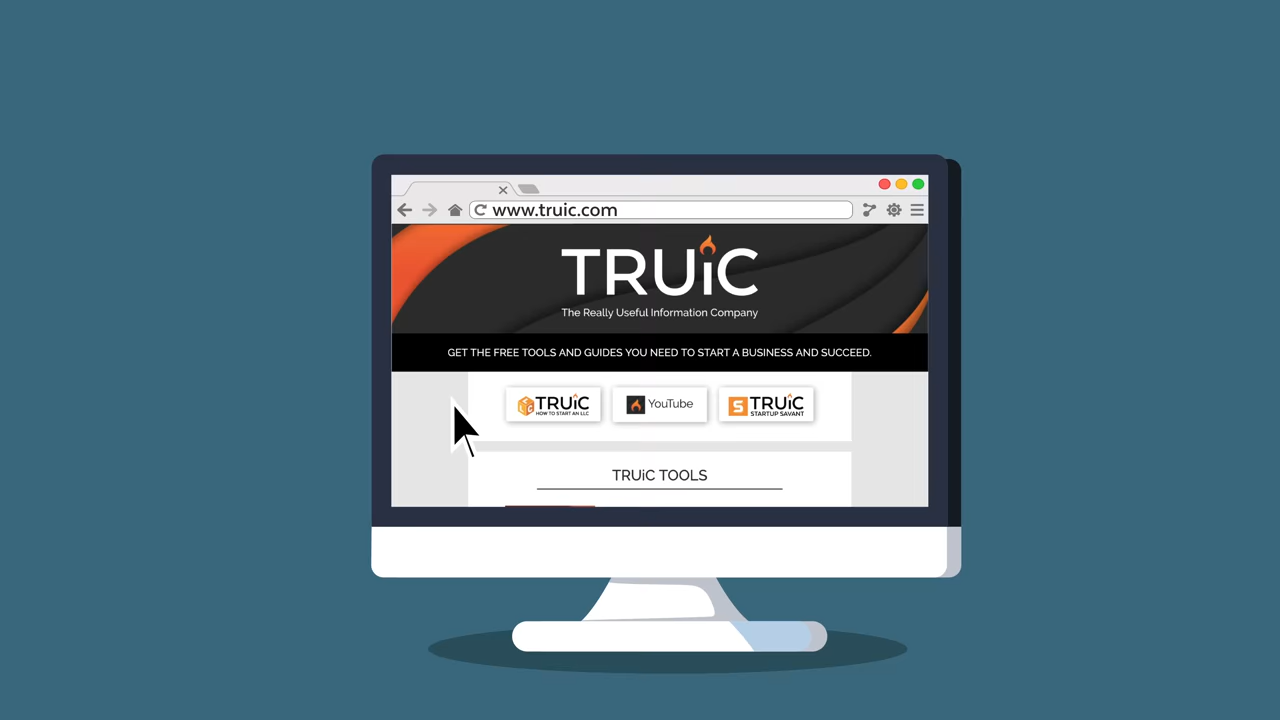 www.truic.com
TRUiC
The Really Useful Information Company
GET THE FREE TOOLS AND GUIDES YOU NEED TO START A BUSINESS AND SUCCEED.
TRUiC
HOW TO START AN LLC
YouTube
S TRUiC
STARTUP SAVANT
TRUiC TOOLS